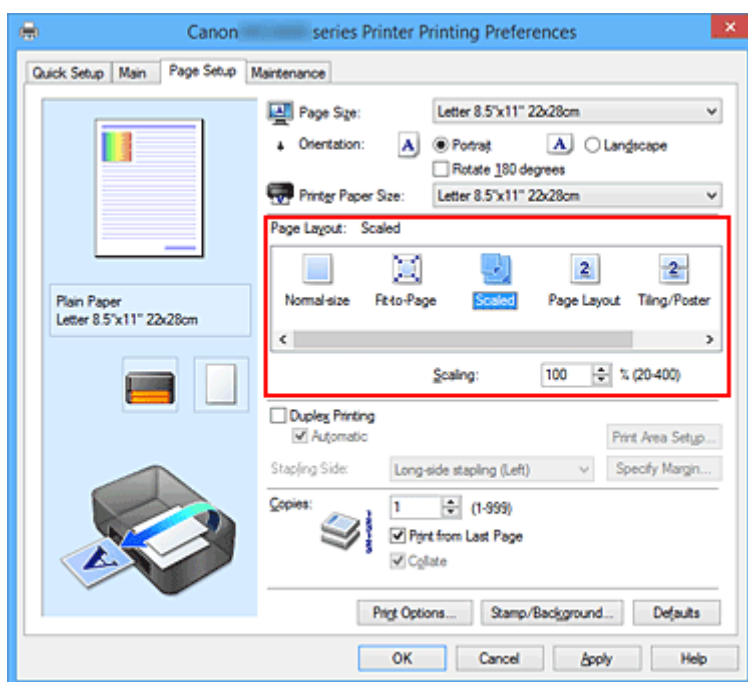 Canon series Printer Printing Preferences
Quick Setup Main Page Setup Maintenance
Page Size: Letter 8.5"x11" 22x28cm
Orientation: A Portrait A Landscape
Rotate 180 degrees
Printer Paper Size: Letter 8.5"x11" 22x28cm
Page Layout: Scaled
2 2
Normal-size Fit-to-Page Scaled Page Layout Tiling/Poster
Scaling: 100 % (20-400)
Plain Paper
Letter 8.5"x11" 22x28cm
Duplex Printing
Automatic
Print Area Setup...
Stapling Side: Long-side stapling (Left) Specify Margin...
Copies: 1 (1-999)
Print from Last Page
Collate
A
Print Options... Stamp/Background... Defaults
OK Cancel Apply Help